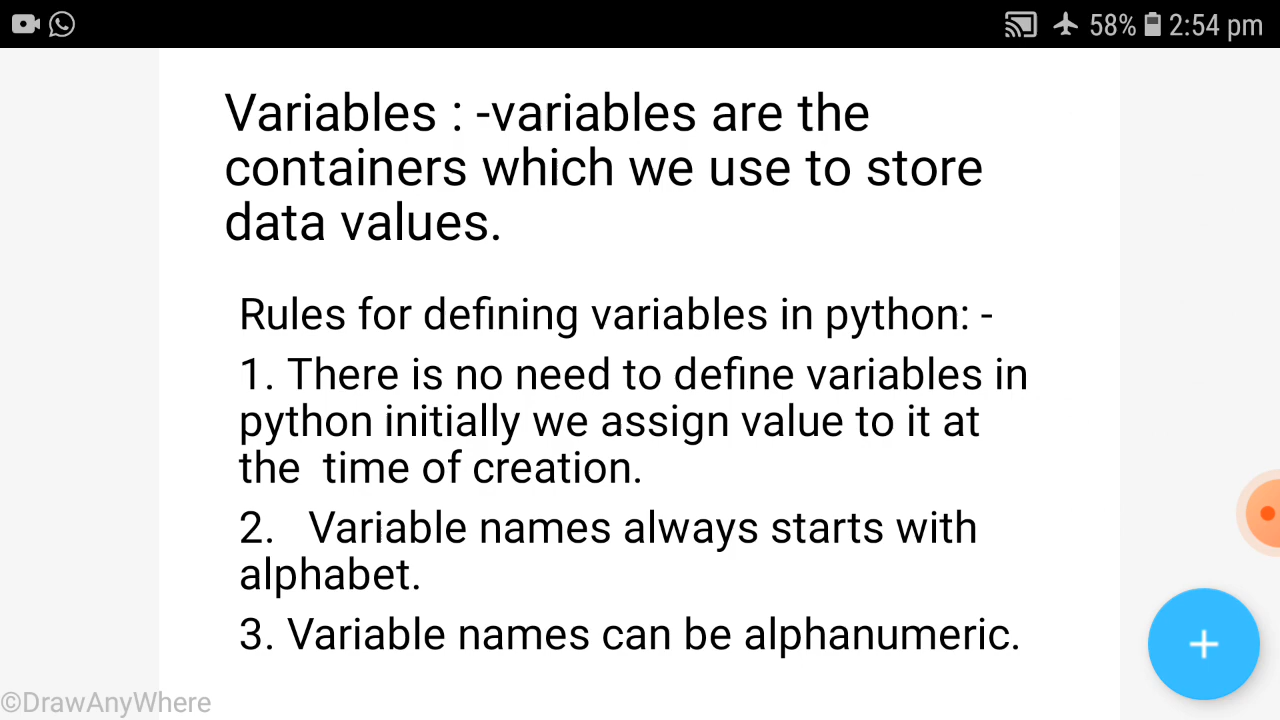 58% 2:54 pm
Variables : -variables are the
containers which we use to store
data values.
Rules for defining variables in python: -
1. There is no need to define variables in
python initially we assign value to it at
the  time of creation.
2.   Variable names always starts with
alphabet.
3. Variable names can be alphanumeric.
+
©DrawAnyWhere